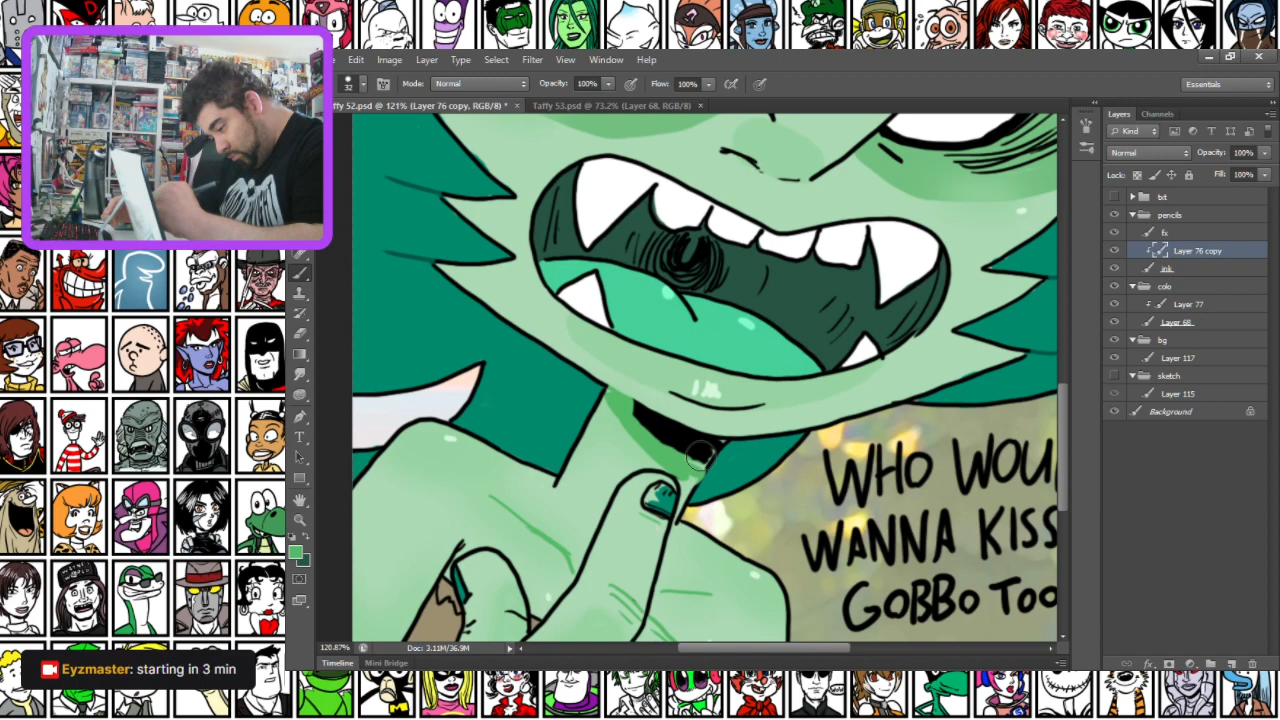 Edit Image Layer Type Select Filter View Window Help
32 Mode: Normal Opacity: 100% Flow: 100% Essentials
ffy 52.psd @ 121% (Layer 76 copy, RGB/8) * × Taffy 53.psd @ 73.2% (Layer 68, RGB/8) ×
Layers Channels
Kind
Normal Opacity: 100%
Lock: Fill: 100%
txt
pencils
fx
Layer 76 copy
ink
colo
Layer 77
Layer 68
bg
Layer 117
sketch
Layer 115
Background
WHO WOU
WANNA KISS
GOBBO TOO
120.87% Doc: 3.11M/36.9M
Timeline Mini Bridge
Eyzmaster: starting in 3 min